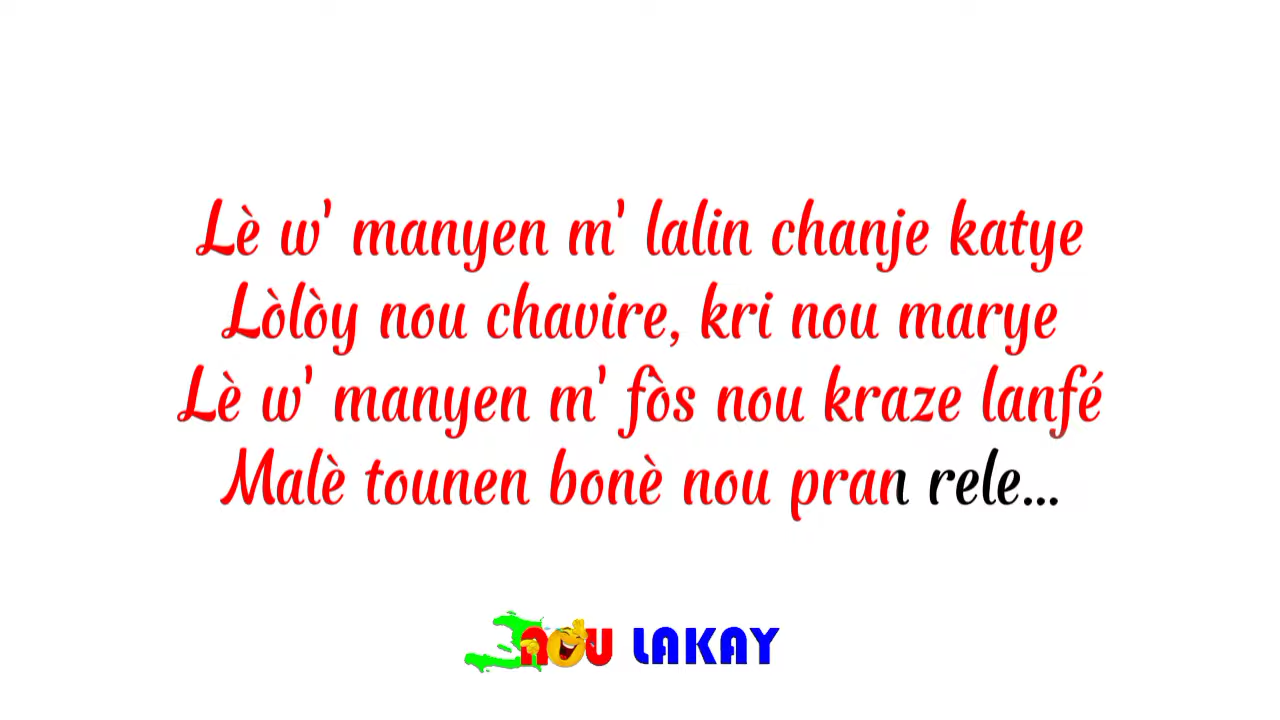 Lè w' manyen m' lalin chanje katye
Lòlòy nou chavire, kri nou marye
Lè w' manyen m' fòs nou kraze lanfé
Malè tounen bonè nou pran rele...
NOU LAKAY